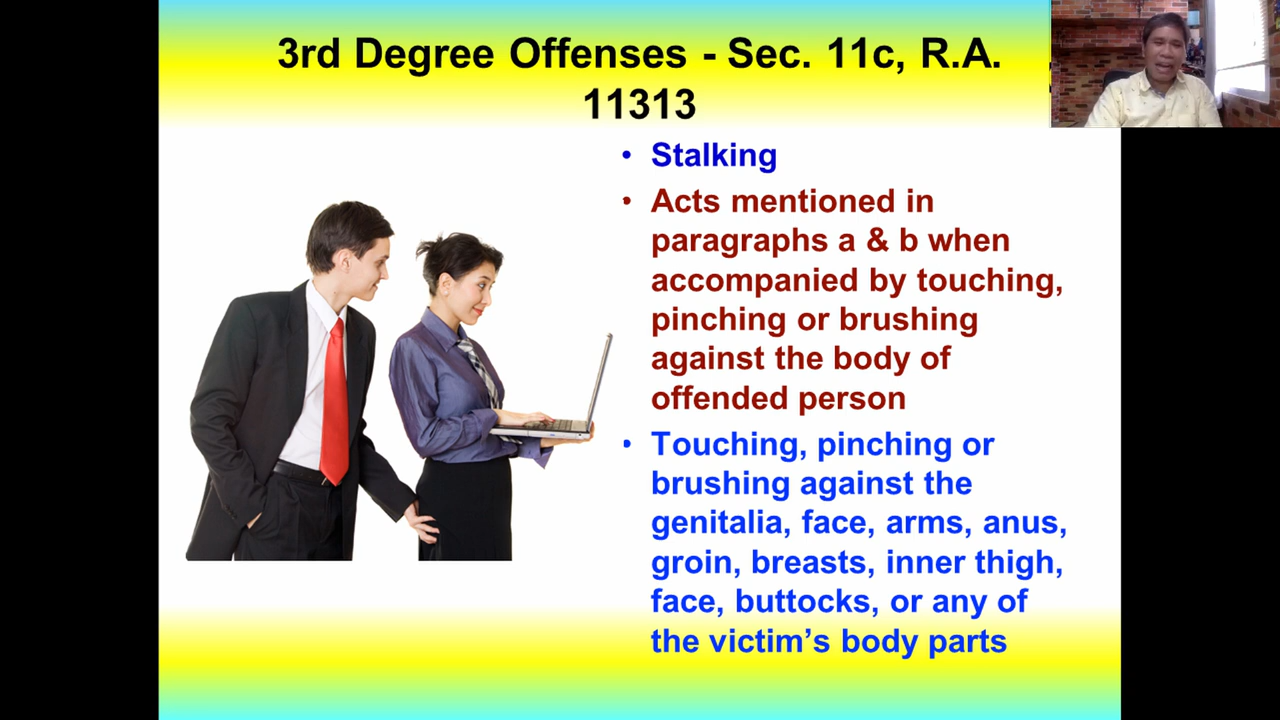 3rd Degree Offenses - Sec. 11c, R.A.
11313
• Stalking
• Acts mentioned in
paragraphs a & b when
accompanied by touching,
pinching or brushing
against the body of
offended person
• Touching, pinching or
brushing against the
genitalia, face, arms, anus,
groin, breasts, inner thigh,
face, buttocks, or any of
the victim's body parts